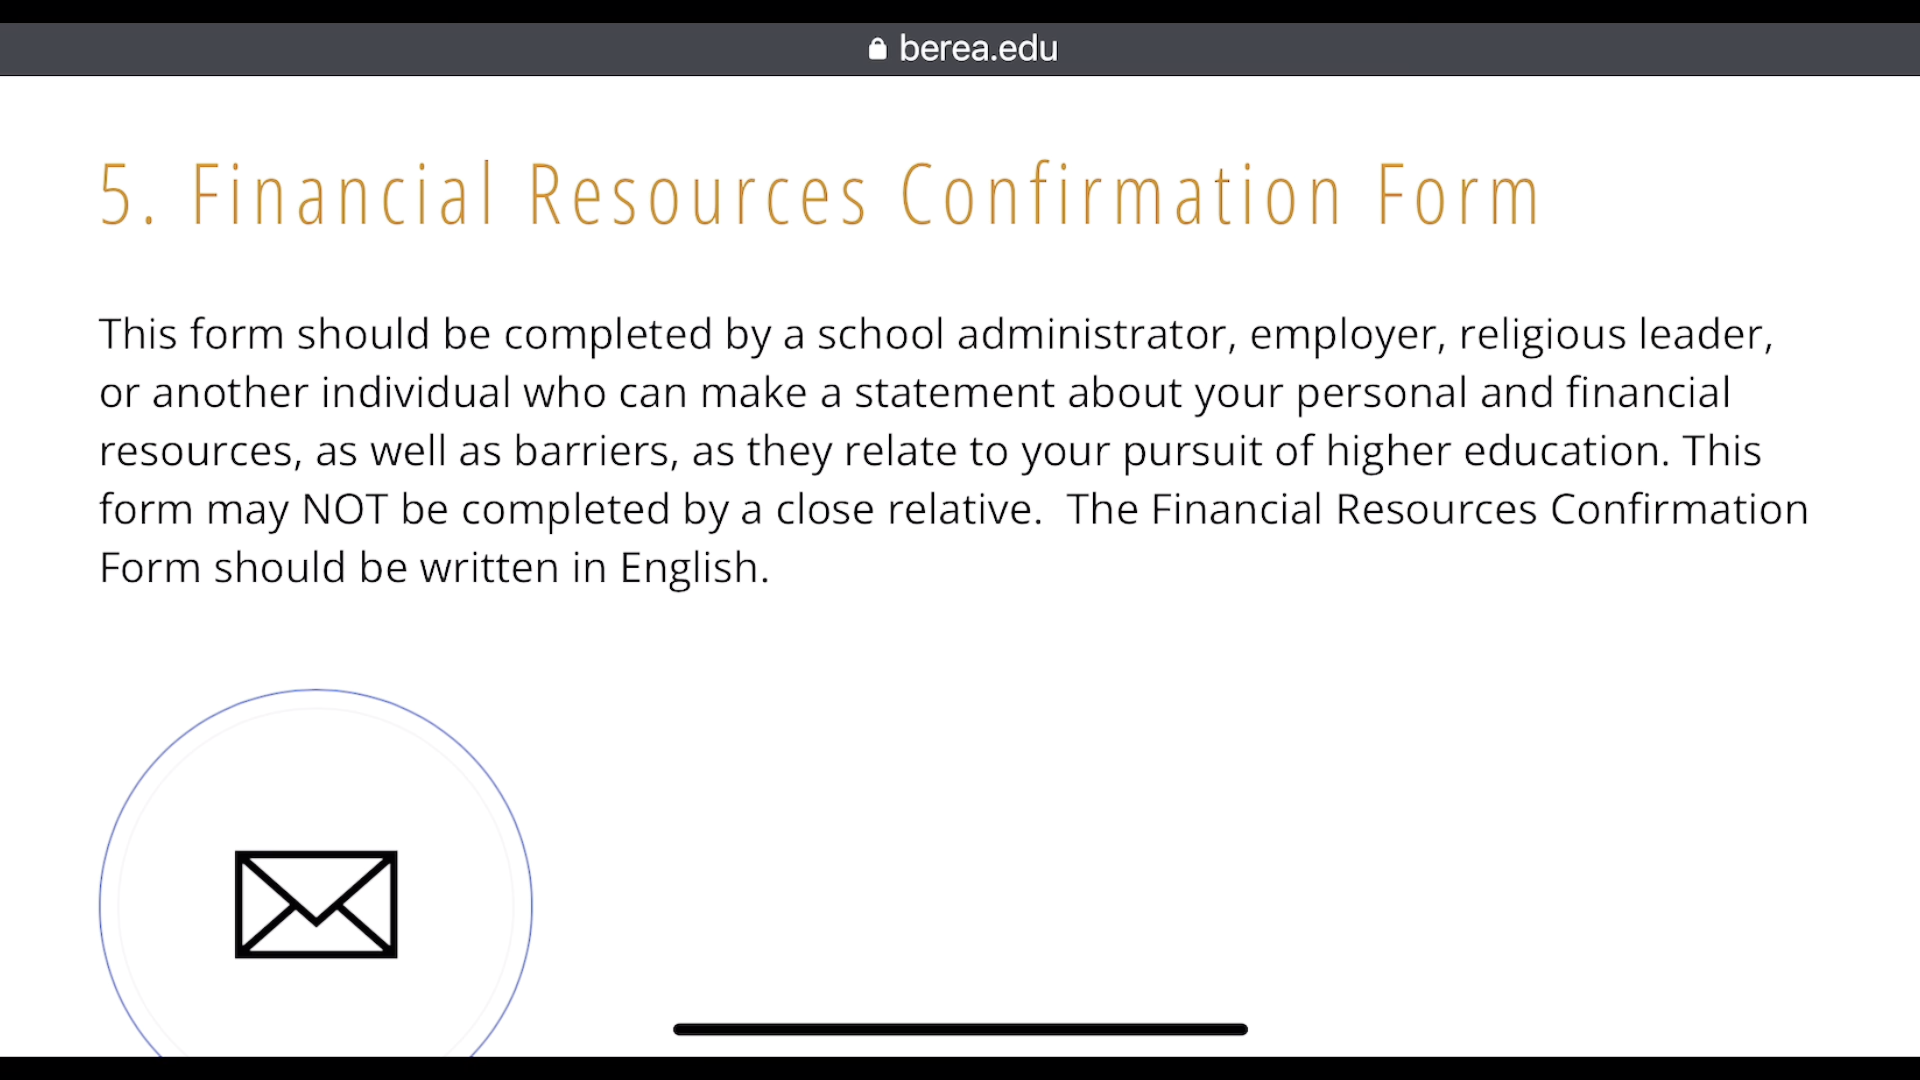 berea.edu
5. Financial Resources Confirmation Form
This form should be completed by a school administrator, employer, religious leader,
or another individual who can make a statement about your personal and financial
resources, as well as barriers, as they relate to your pursuit of higher education. This
form may NOT be completed by a close relative.  The Financial Resources Confirmation
Form should be written in English.